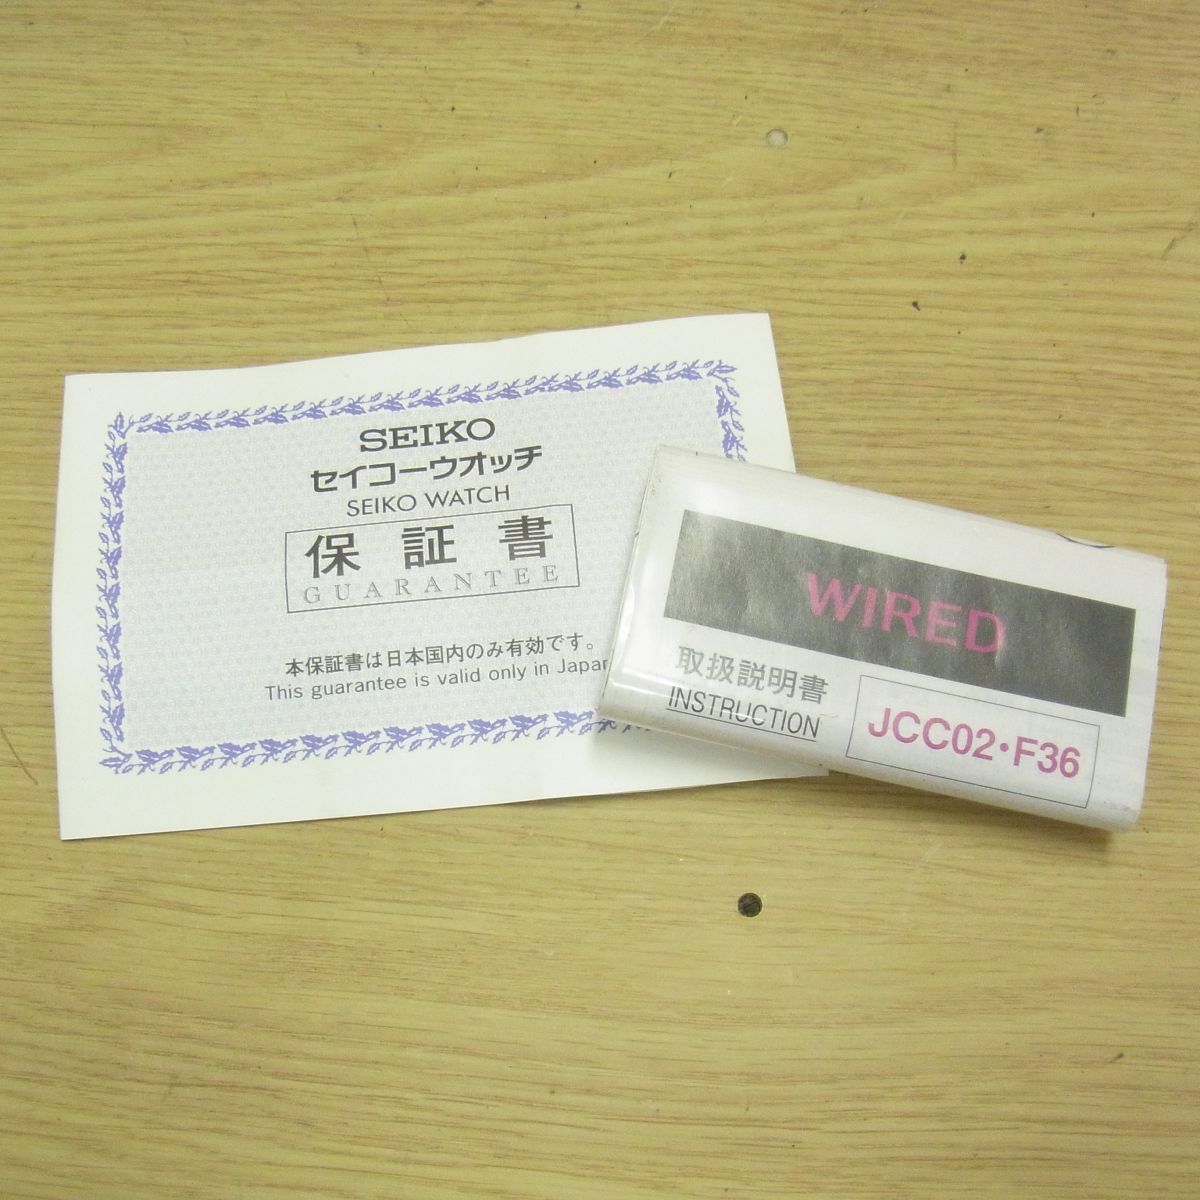 SEIKO
セイコーウオッチ
SEIKO WATCH
保証書
GUARANTEE
本保証書は日本国内のみ有効です。
This guarantee is valid only in Japan
WIRED
取扱説明書
INSTRUCTION
JCC02・F36